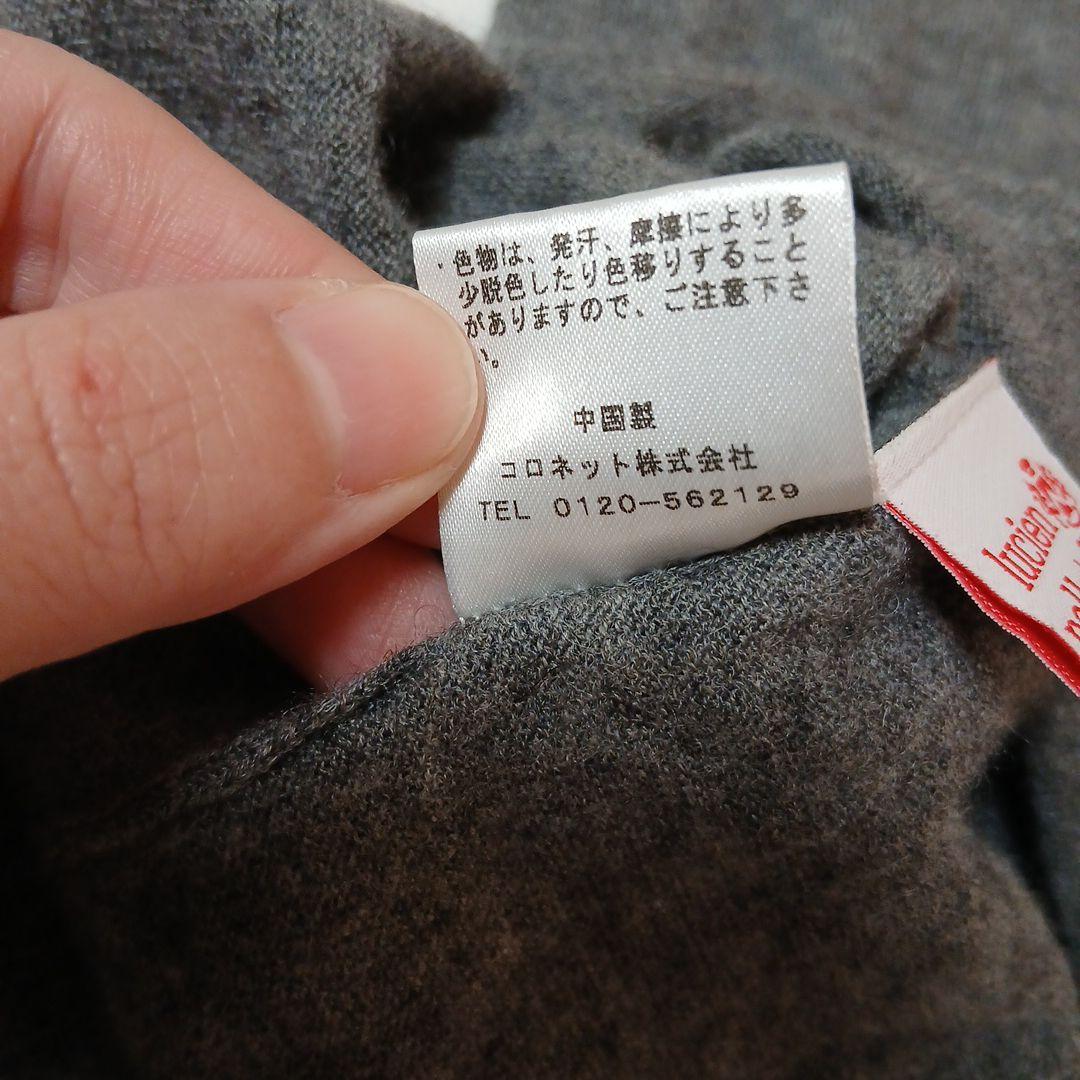 ・色物は、発汗、摩擦により多
少脱色したり色移りすること
がありますので、ご注意下さ
い。
中国製
コロネット株式会社
TEL 0120-562129
lucien